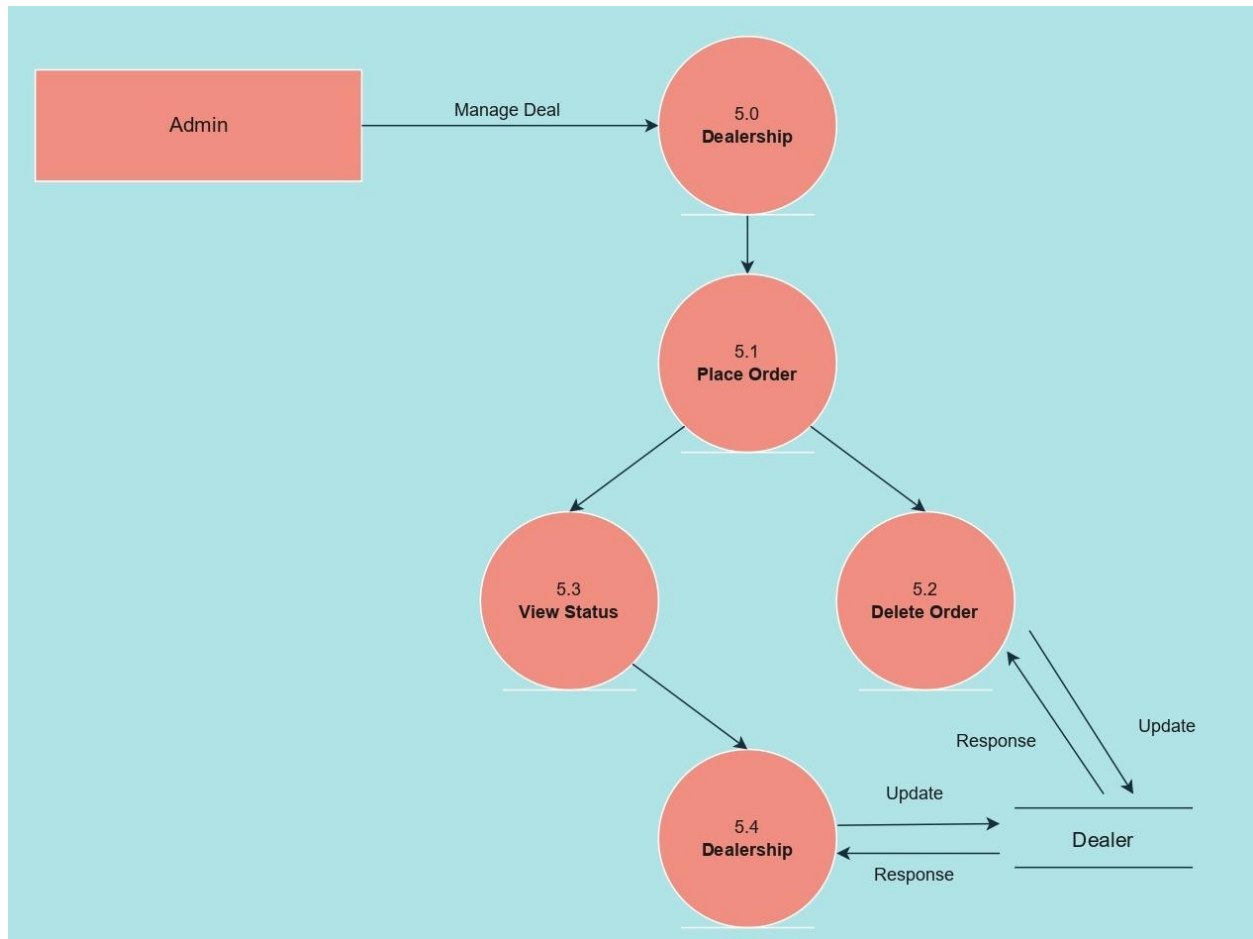 Admin
Manage Deal
5.0
Dealership
5.1
Place Order
5.3
View Status
5.2
Delete Order
Response
Update
Update
5.4
Dealership
Response
Dealer